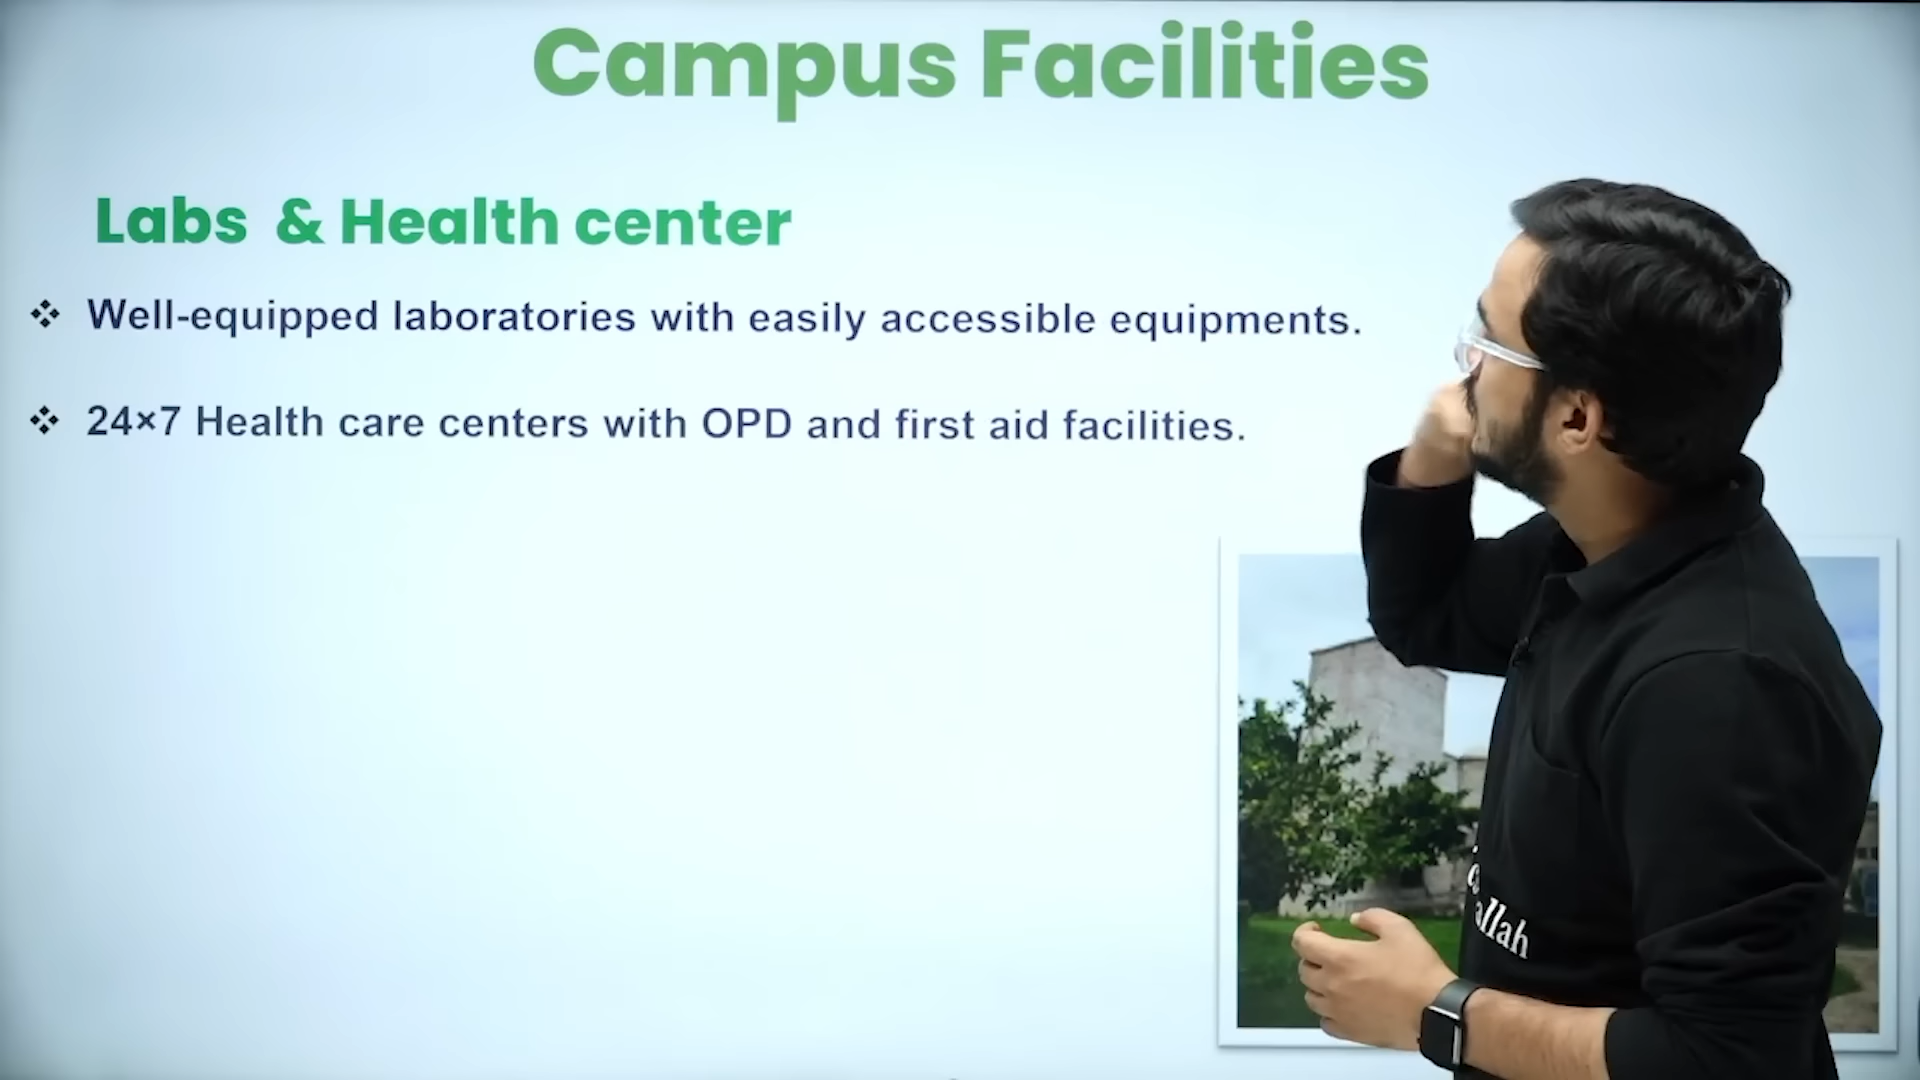 Campus Facilities
Labs & Health center
Well-equipped laboratories with easily accessible equipments.
24×7 Health care centers with OPD and first aid facilities.
allah